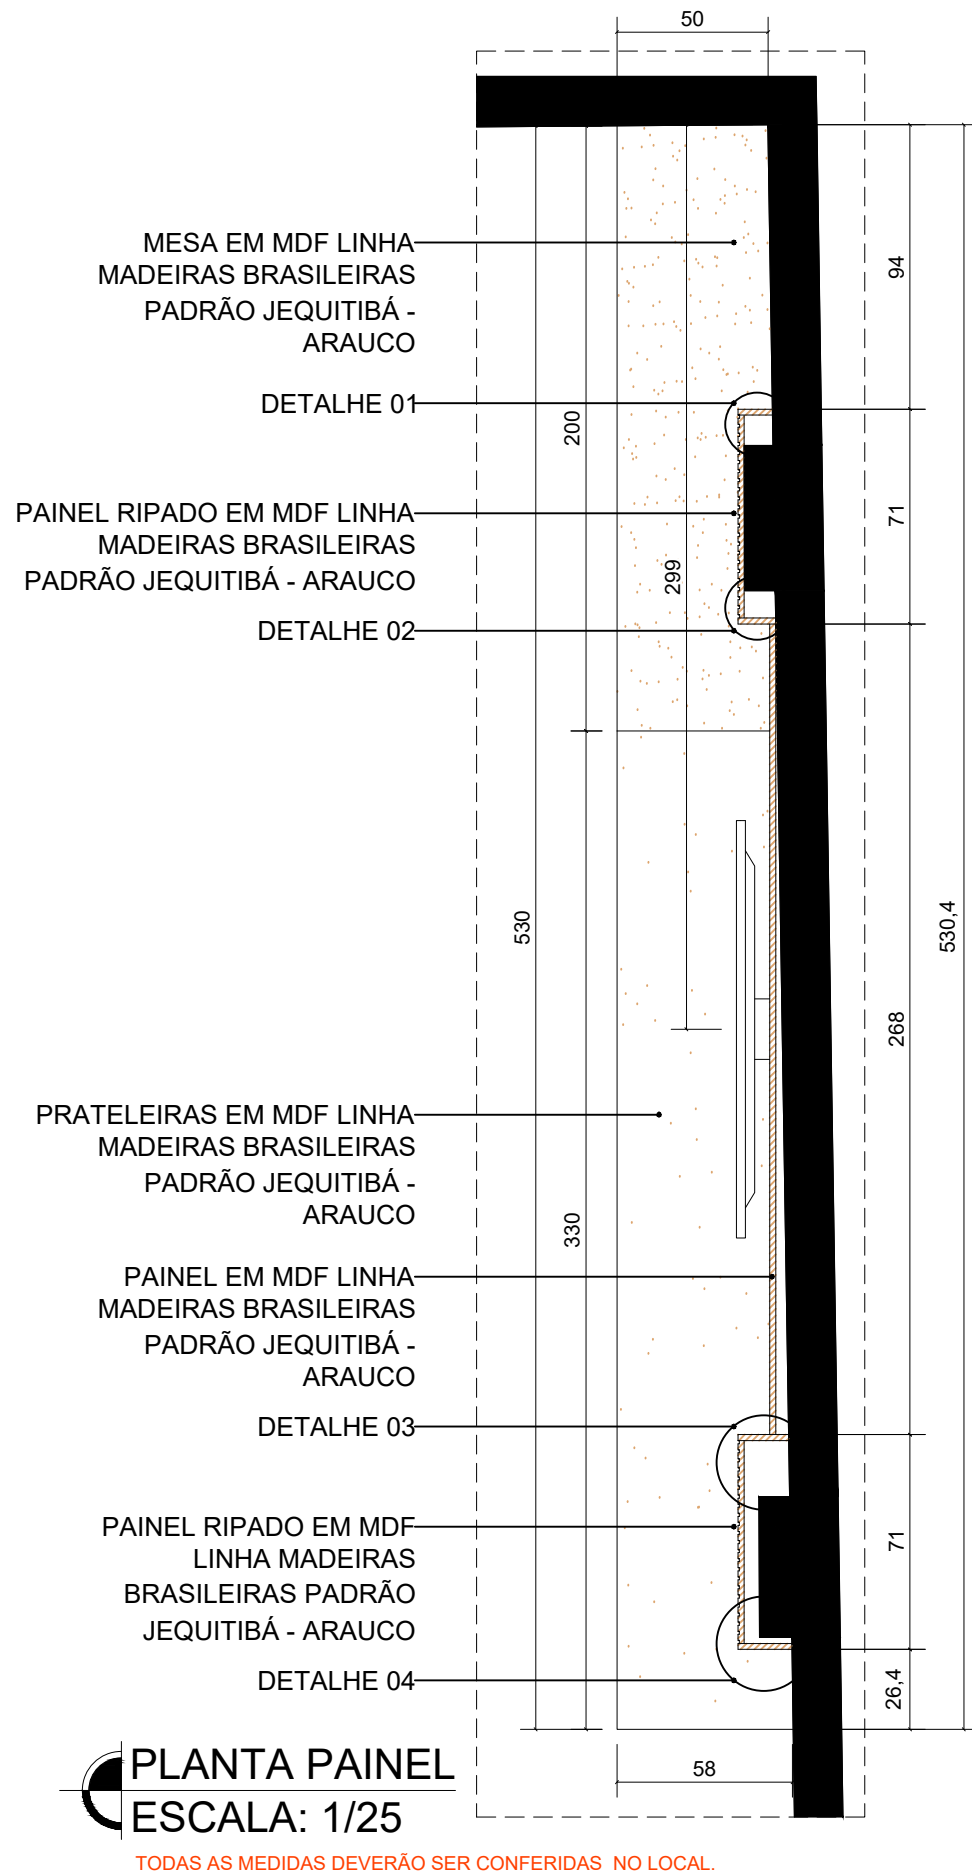 50
MESA EM MDF LINHA
MADEIRAS BRASILEIRAS
PADRÃO JEQUITIBÁ -
ARAUCO
94
DETALHE 01
200
PAINEL RIPADO EM MDF LINHA
MADEIRAS BRASILEIRAS
PADRÃO JEQUITIBÁ - ARAUCO
71
299
DETALHE 02
530
530,4
268
PRATELEIRAS EM MDF LINHA
MADEIRAS BRASILEIRAS
PADRÃO JEQUITIBÁ -
ARAUCO
330
PAINEL EM MDF LINHA
MADEIRAS BRASILEIRAS
PADRÃO JEQUITIBÁ -
ARAUCO
DETALHE 03
PAINEL RIPADO EM MDF
LINHA MADEIRAS
BRASILEIRAS PADRÃO
JEQUITIBÁ - ARAUCO
71
DETALHE 04
26,4
58
PLANTA PAINEL
ESCALA: 1/25
TODAS AS MEDIDAS DEVERÃO SER CONFERIDAS NO LOCAL.